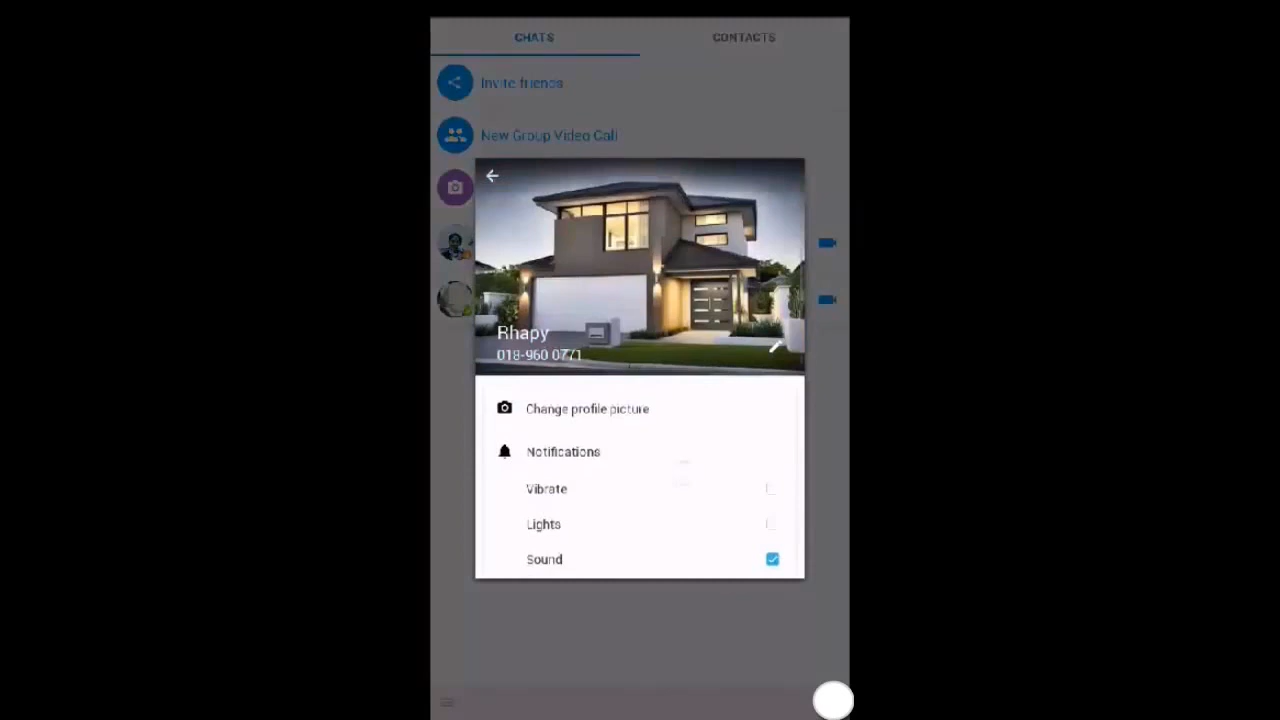 CHATS
CONTACTS
Invite friends
New Group Video Call
Rhapy
018-960 0771
Change profile picture
Notifications
Vibrate
Lights
Sound